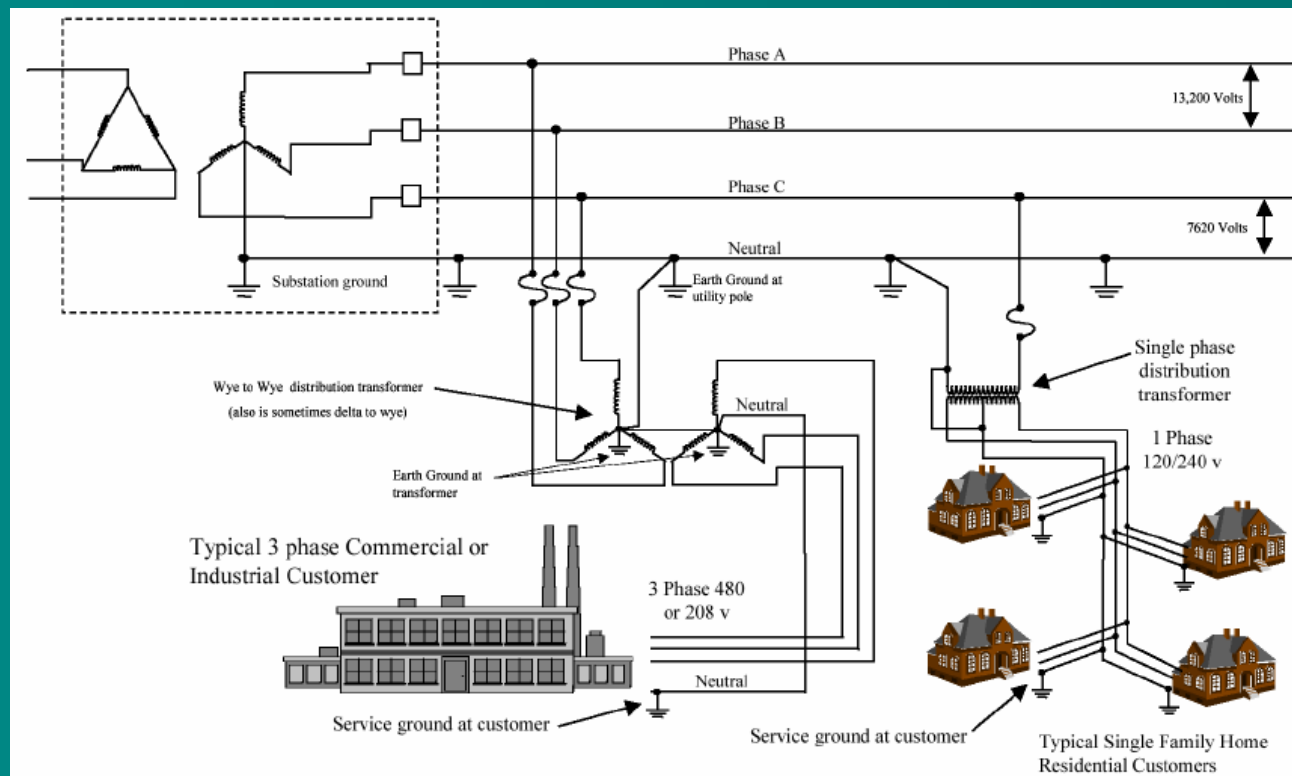 Phase A
13,200 Volts
Phase B
Phase C
7620 Volts
Neutral
Substation ground
Earth Ground at
utility pole
Single phase
distribution
transformer
Wye to Wye distribution transformer
(also is sometimes delta to wye)
Neutral
1 Phase
120/240 v
Earth Ground at
transformer
Typical 3 phase Commercial or
Industrial Customer
3 Phase 480
or 208 v
Neutral
Service ground at customer
Service ground at customer
Typical Single Family Home
Residential Customers